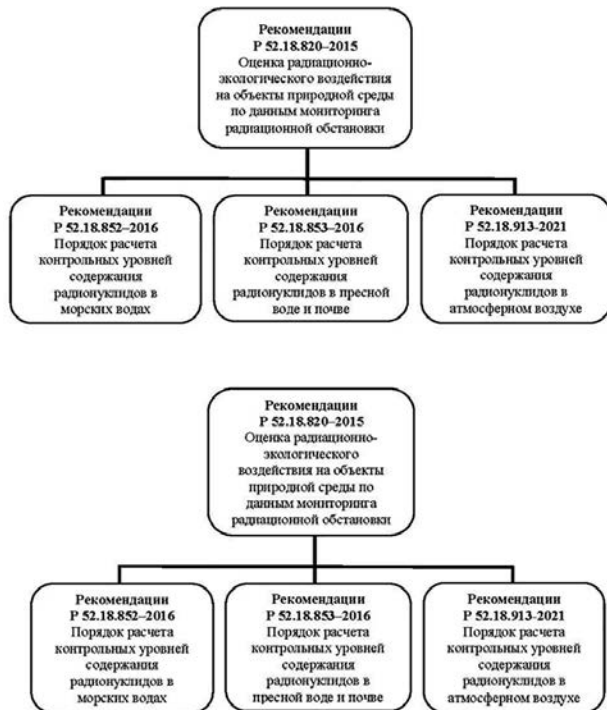 Рекомендации
Р 52.18.820–2015
Оценка радиационно-
экологического воздействия
на объекты природной среды
по данным мониторинга
радиационной обстановки
Рекомендации
Р 52.18.852–2016
Порядок расчета
контрольных уровней
содержания
радионуклидов в
морских водах
Рекомендации
Р 52.18.853–2016
Порядок расчета
контрольных уровней
содержания
радионуклидов в пресной
воде и почве
Рекомендации
Р 52.18.913-2021
Порядок расчета
контрольных уровней
содержания
радионуклидов в
атмосферном воздухе
Рекомендации
Р 52.18.820–2015
Оценка радиационно-
экологического
воздействия на объекты
природной среды по
данным мониторинга
радиационной обстановки
Рекомендации
Р 52.18.852–2016
Порядок расчета
контрольных уровней
содержания
радионуклидов в
морских водах
Рекомендации
Р 52.18.853–2016
Порядок расчета
контрольных уровней
содержания
радионуклидов в
пресной воде и почве
Рекомендации
Р 52.18.913-2021
Порядок расчета
контрольных уровней
содержания
радионуклидов в
атмосферном воздухе